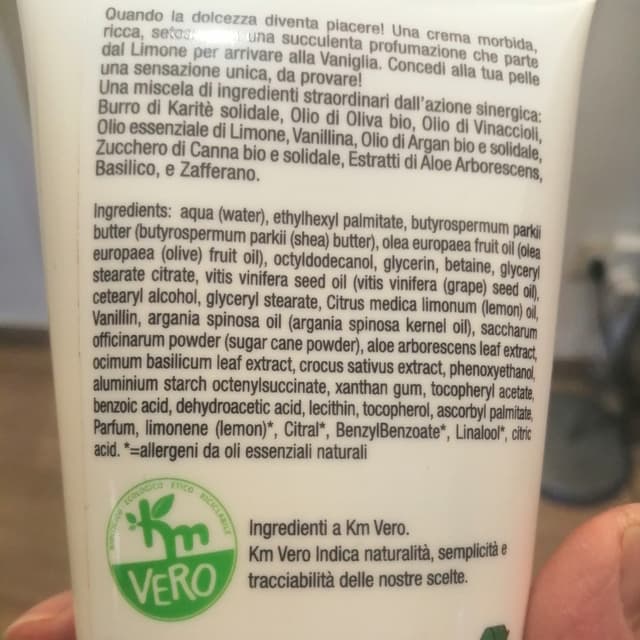 Quando la dolcezza diventa piacere! Una crema morbida,
ricca, una succulenta profumazione che parte
dal Limone per arrivare alla Vaniglia. Concedi alla tua pelle
una sensazione unica, da provare!
Una miscela di ingredienti straordinari dall'azione sinergica:
Burro di Karitè solidale, Olio di Oliva bio, Olio di Vinaccioli,
Olio essenziale di Limone, Vanillina, Olio di Argan bio e solidale,
Zucchero di Canna bio e solidale, Estratti di Aloe Arborescens,
Basilico, e Zafferano.
Ingredients: aqua (water), ethylhexyl palmitate, butyrospermum parkii
butter (butyrospermum parkii (shea) butter), olea europaea fruit oil (olea
europaea (olive) fruit oil), octyldodecanol, glycerin, betaine, glyceryl
stearate citrate, vitis vinifera seed oil (vitis vinifera (grape) seed oil),
cetearyl alcohol, glyceryl stearate, Citrus medica limonum (lemon) oil,
Vanillin, argania spinosa oil (argania spinosa kernel oil), saccharum
officinarum powder (sugar cane powder), aloe arborescens leaf extract,
ocimum basilicum leaf extract, crocus sativus extract, phenoxyethanol,
aluminium starch octenylsuccinate, xanthan gum, tocopheryl acetate,
benzoic acid, dehydroacetic acid, lecithin, tocopherol, ascorbyl palmitate,
Parfum, limonene (lemon)*, Citral*, BenzylBenzoate*, Linalool*, citric
acid. *=allergeni da oli essenziali naturali
ECOLOGICO · ETICO · RICICLABILE
Km
VERO
Ingredienti a Km Vero.
Km Vero Indica naturalità, semplicità e
tracciabilità delle nostre scelte.